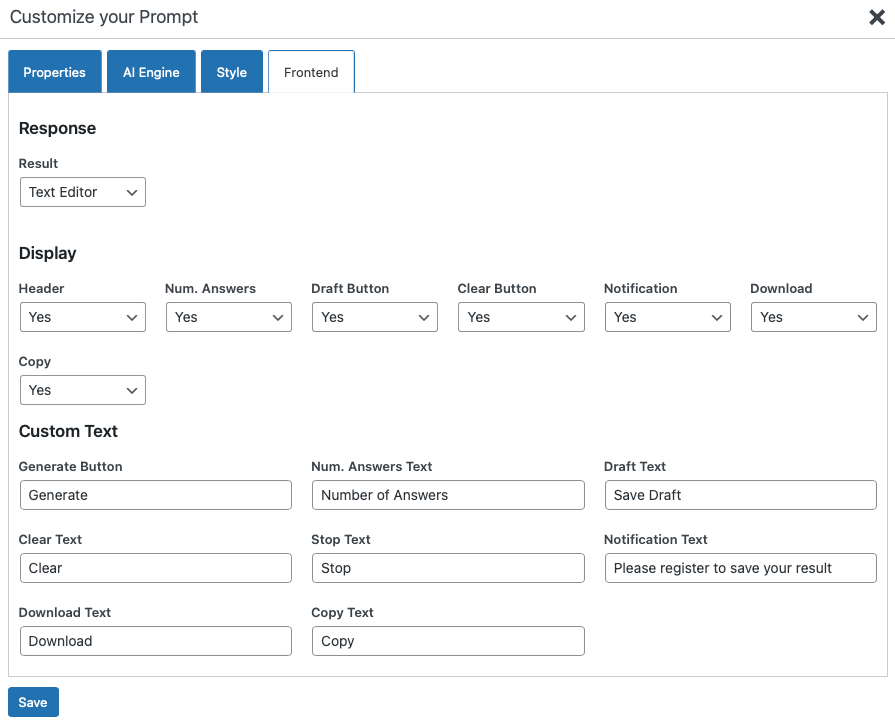 Customize your Prompt
Properties AI Engine Style Frontend
Response
Result
Text Editor
Display
Header Num. Answers Draft Button Clear Button Notification Download
Yes Yes Yes Yes Yes Yes
Copy
Yes
Custom Text
Generate Button Num. Answers Text Draft Text
Generate Number of Answers Save Draft
Clear Text Stop Text Notification Text
Clear Stop Please register to save your result
Download Text Copy Text
Download Copy
Save